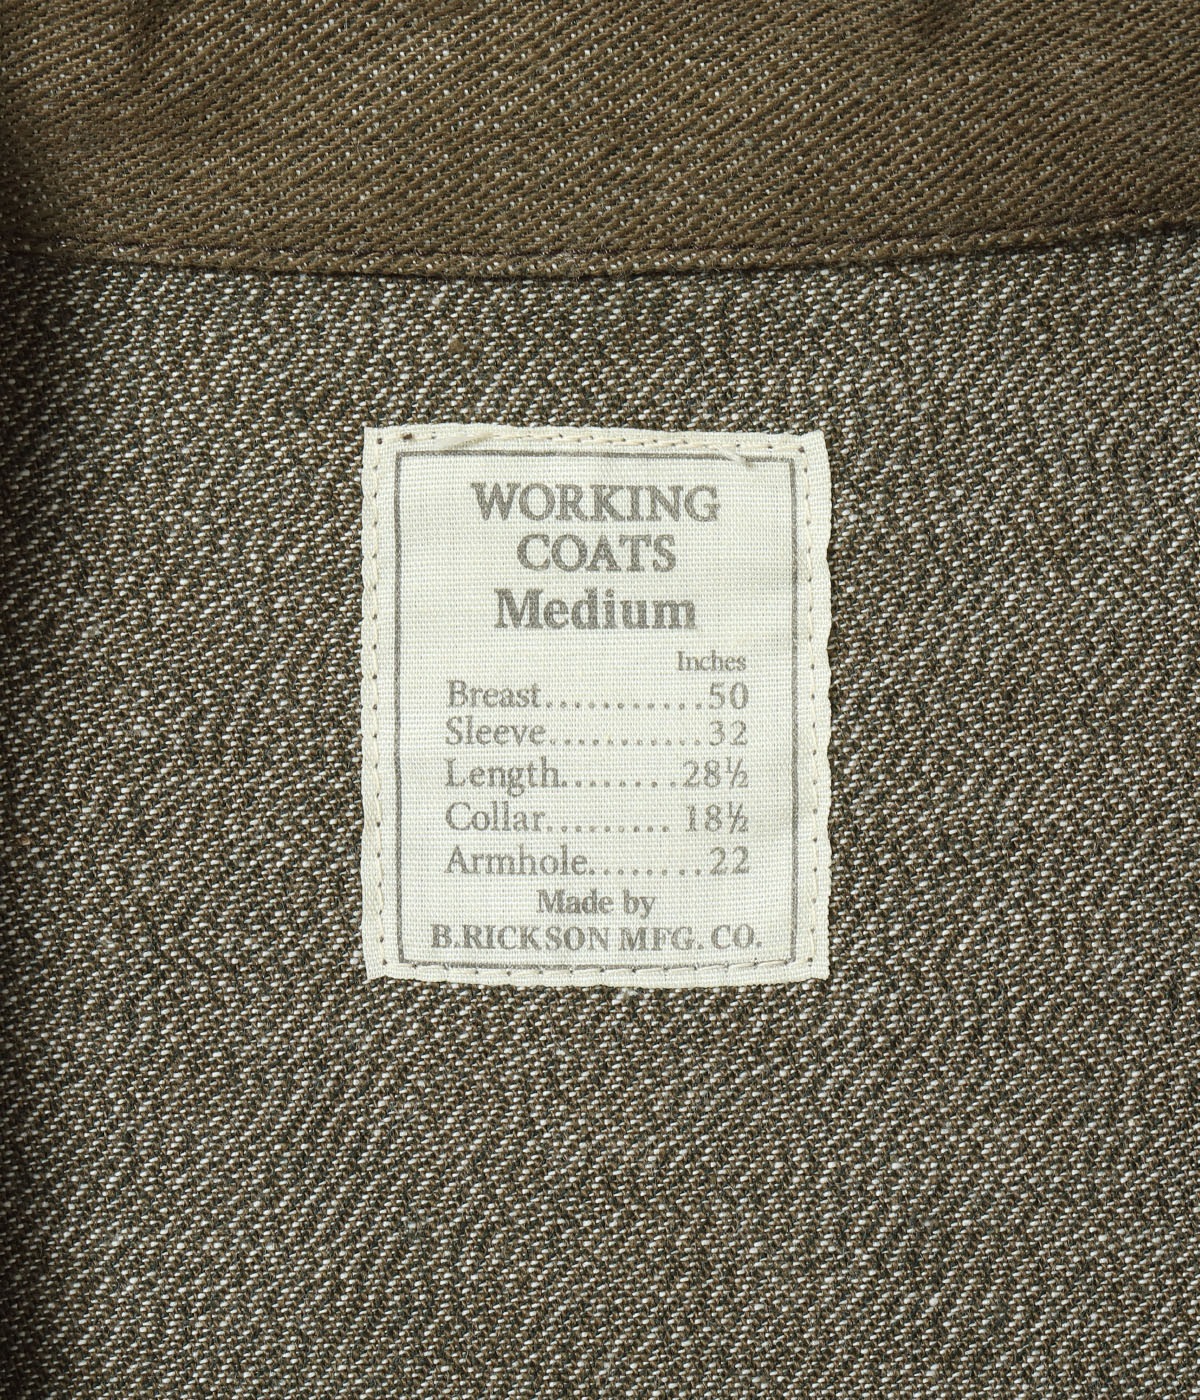 WORKING
COATS
Medium
Inches
Breast...........50
Sleeve...........32
Length........28½
Collar......... 18½
Armhole........22
Made by
B.RICKSON MFG. CO.